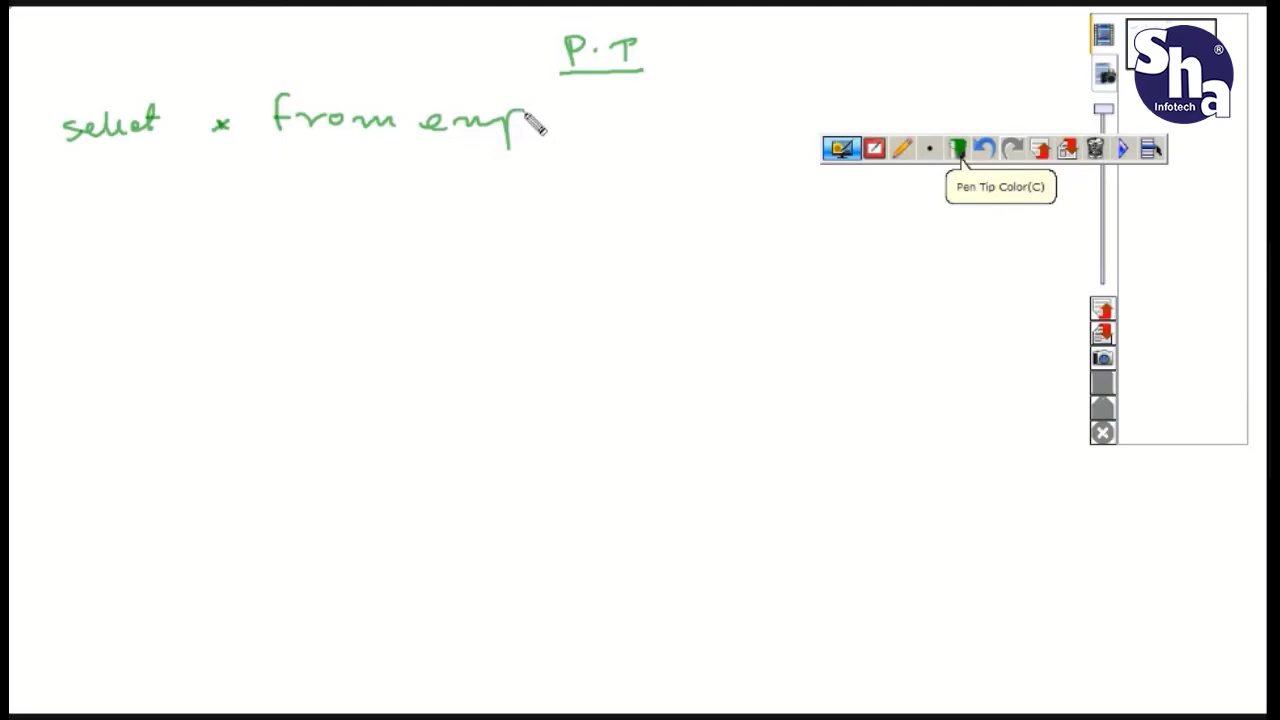 P.T
select * from emp
Sha
®
Infotech
Pen Tip Color(C)